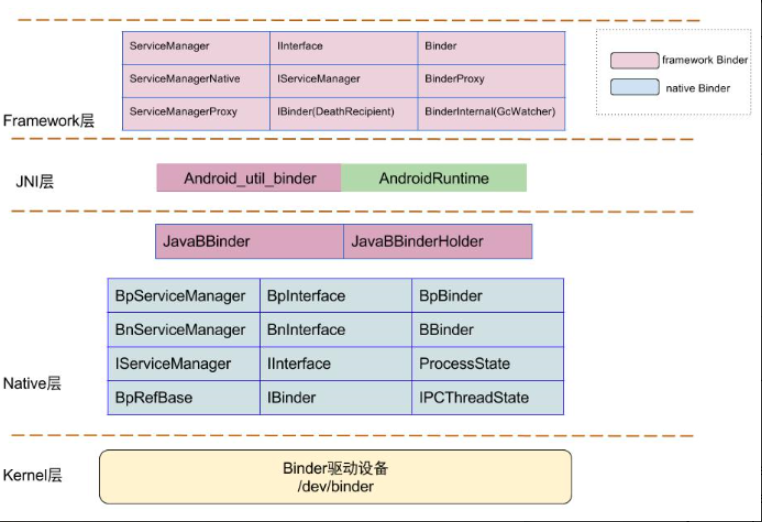 ServiceManager IInterface Binder
framework Binder
ServiceManagerNative IServiceManager BinderProxy
native Binder
ServiceManagerProxy IBinder(DeathRecipient) BinderInternal(GcWatcher)
Framework层
JNI层
Android_util_binder AndroidRuntime
JavaBBinder JavaBBinderHolder
BpServiceManager BpInterface BpBinder
BnServiceManager BnInterface BBinder
IServiceManager IInterface ProcessState
Native层
BpRefBase IBinder IPCThreadState
Kernel层
Binder驱动设备
/dev/binder